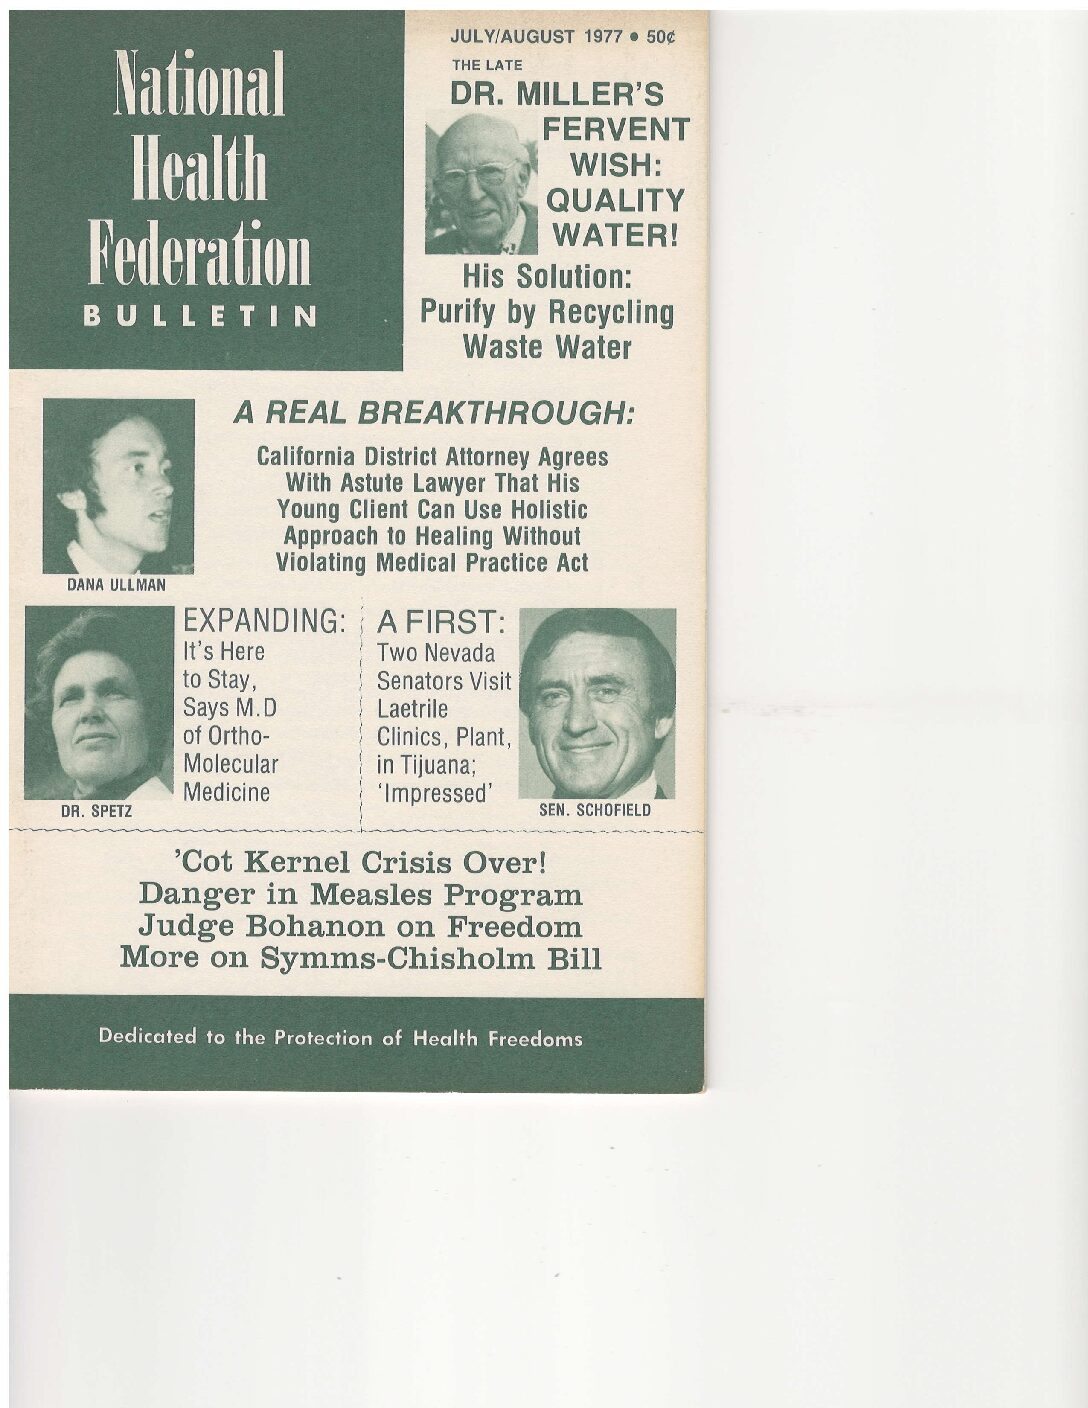 National
Health
Federation
BULLETIN
JULY/AUGUST 1977 • 50¢
THE LATE
DR. MILLER'S
FERVENT
WISH:
QUALITY
WATER!
His Solution:
Purify by Recycling
Waste Water
A REAL BREAKTHROUGH:
California District Attorney Agrees
With Astute Lawyer That His
Young Client Can Use Holistic
Approach to Healing Without
Violating Medical Practice Act
DANA ULLMAN
EXPANDING:
It's Here
to Stay,
Says M.D
of Ortho-
Molecular
Medicine
DR. SPETZ
A FIRST:
Two Nevada
Senators Visit
Laetrile
Clinics, Plant,
in Tijuana;
'Impressed'
SEN. SCHOFIELD
'Cot Kernel Crisis Over!
Danger in Measles Program
Judge Bohanon on Freedom
More on Symms-Chisholm Bill
Dedicated to the Protection of Health Freedoms